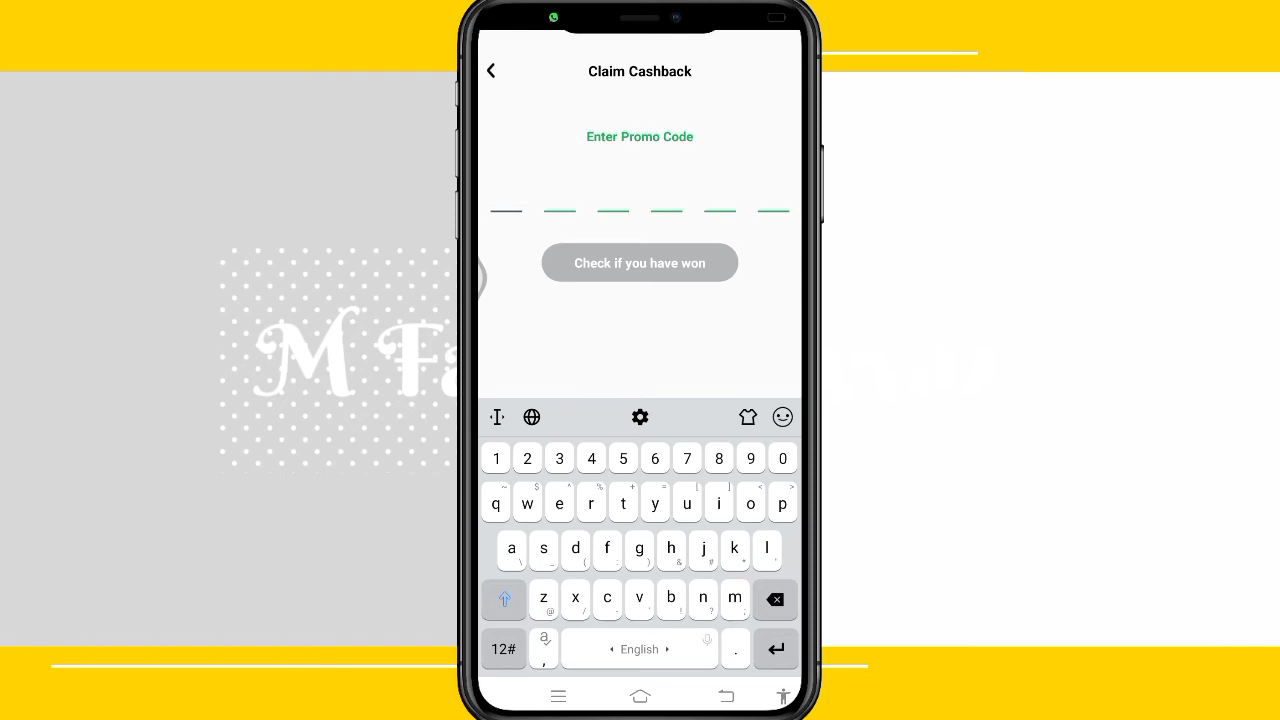 Claim Cashback
Enter Promo Code
Check if you have won
M Fa
1 2 3 4 5 6 7 8 9 0
~ $ ^ % + = [ ] < >
q w e r t y u i o p
a s d f g h j k l
\ _ ( : ) & # * '
z x c v b n m
@ / - ' ! ? ;
12# a , English .